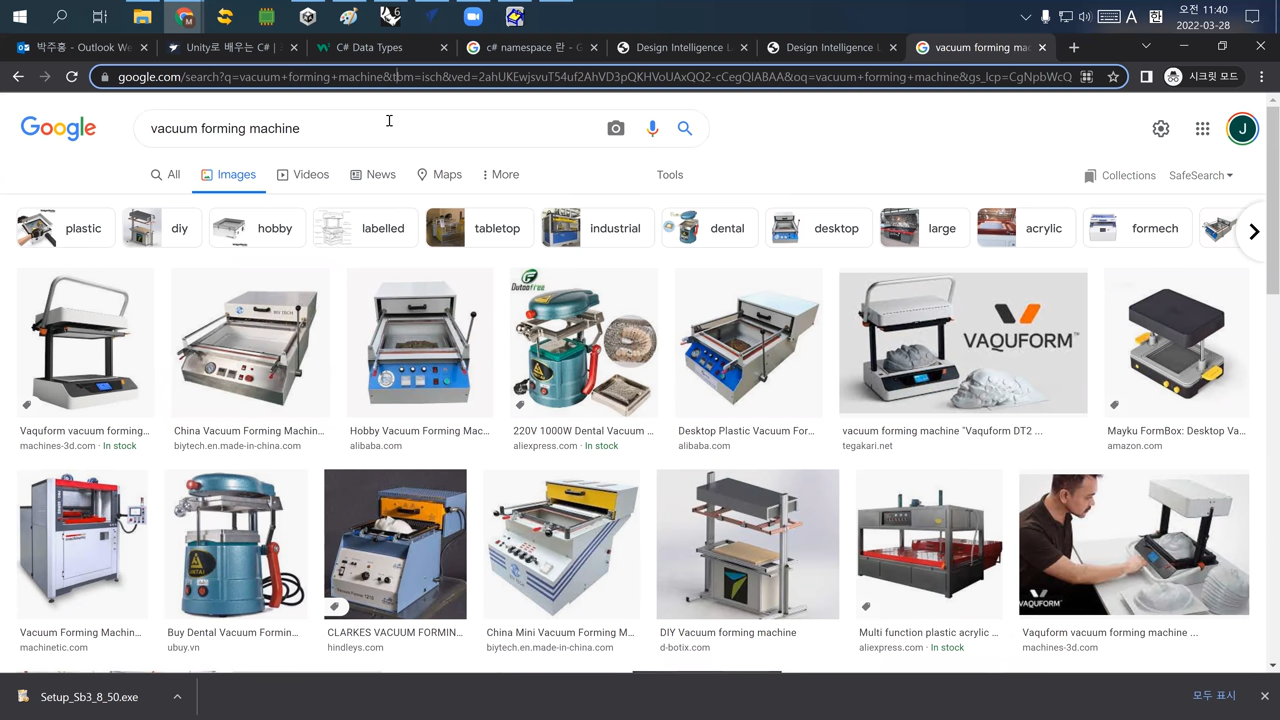 오전 11:40
A 한
2022-03-28
박주홍 - Outlook We
Unity로 배우는 C# |
C# Data Types
c# namespace 란 - G
Design Intelligence L
Design Intelligence L
vacuum forming mac
google.com/search?q=vacuum+forming+machine&tbm=isch&ved=2ahUKEwjsvuT54uf2AhVD3pQKHVoUAxQQ2-cCegQIABAA&oq=vacuum+forming+machine&gs_lcp=CgNpbWcQ
시크릿 모드
Google
vacuum forming machine
J
All
Images
Videos
News
Maps
More
Tools
Collections
SafeSearch
plastic
diy
hobby
labelled
tabletop
industrial
dental
desktop
large
acrylic
formech
Dutoofree
VAQUFORM™
Vaquform vacuum forming...
China Vacuum Forming Machin...
Hobby Vacuum Forming Mac...
220V 1000W Dental Vacuum ...
Desktop Plastic Vacuum For...
vacuum forming machine "Vaquform DT2 ...
Mayku FormBox: Desktop Va...
machines-3d.com · In stock
biytech.en.made-in-china.com
alibaba.com
aliexpress.com · In stock
alibaba.com
tegakari.net
amazon.com
VAQUFORM
Vacuum Forming Machin...
Buy Dental Vacuum Formin...
CLARKES VACUUM FORMIN...
China Mini Vacuum Forming M...
DIY Vacuum forming machine
Multi function plastic acrylic ...
Vaquform vacuum forming machine ...
machinetic.com
ubuy.vn
hindleys.com
biytech.en.made-in-china.com
d-botix.com
aliexpress.com · In stock
machines-3d.com
Setup_Sb3_8_50.exe
모두 표시